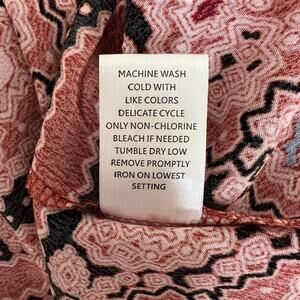 MACHINE WASH
COLD WITH
LIKE COLORS
DELICATE CYCLE
ONLY NON-CHLORINE
BLEACH IF NEEDED
TUMBLE DRY LOW
REMOVE PROMPTLY
IRON ON LOWEST
SETTING